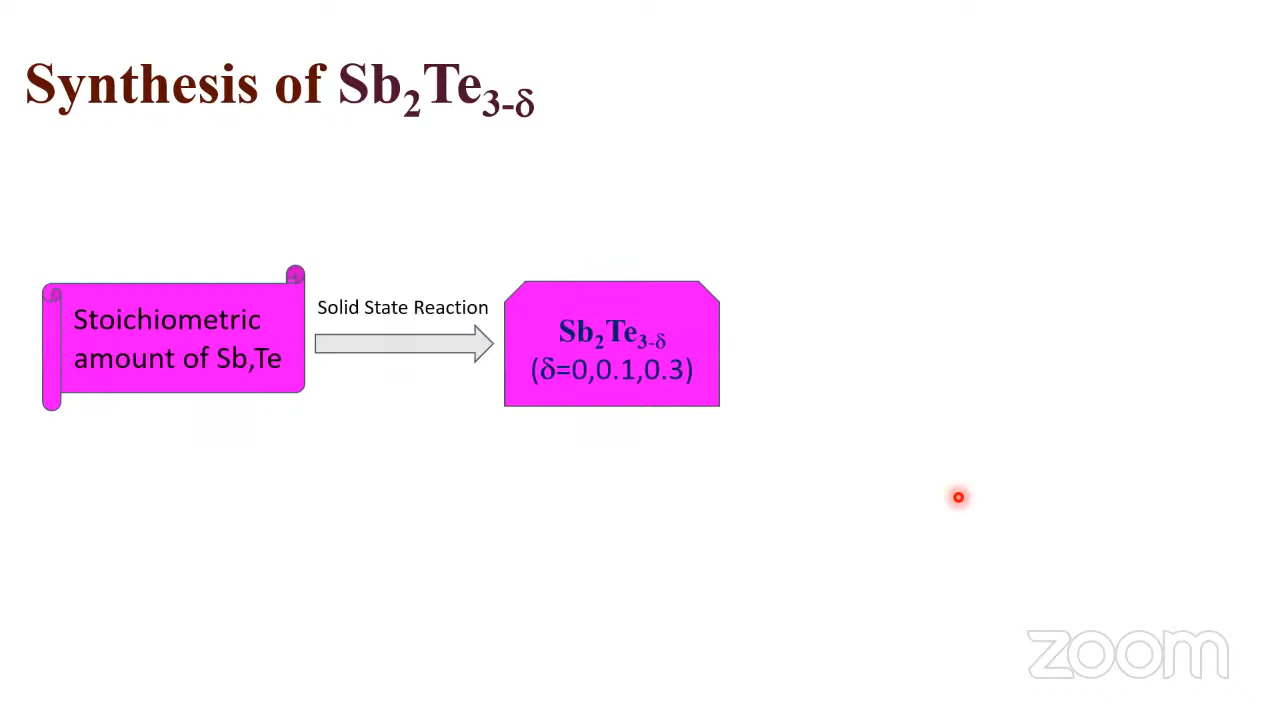 Synthesis of Sb₂Te₃₋δ
Solid State Reaction
Stoichiometric
amount of Sb,Te
Sb₂Te₃₋δ
(δ=0,0.1,0.3)
zoom